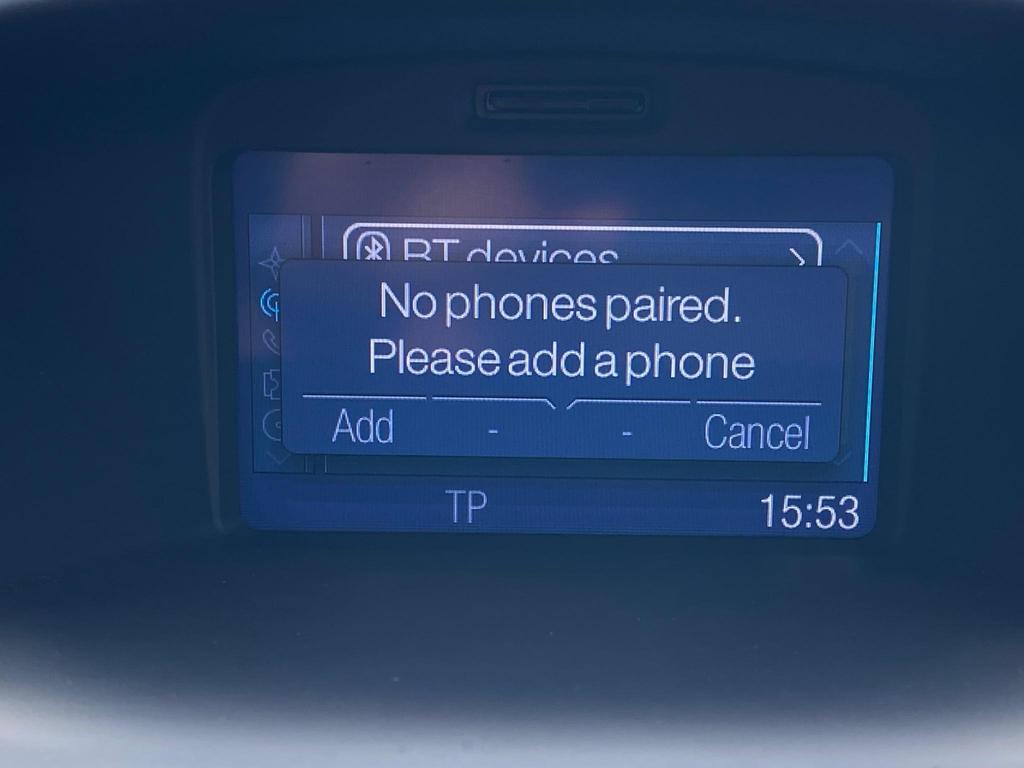 BT devices
No phones paired.
Please add a phone
Add - - Cancel
TP 15:53